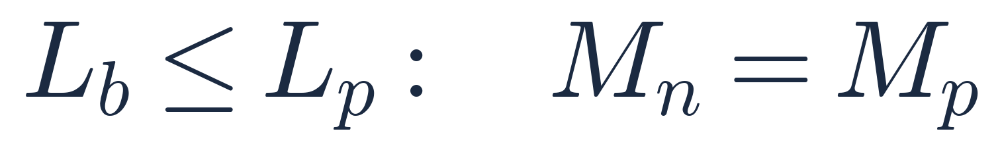 L_b ≤ L_p : M_n = M_p